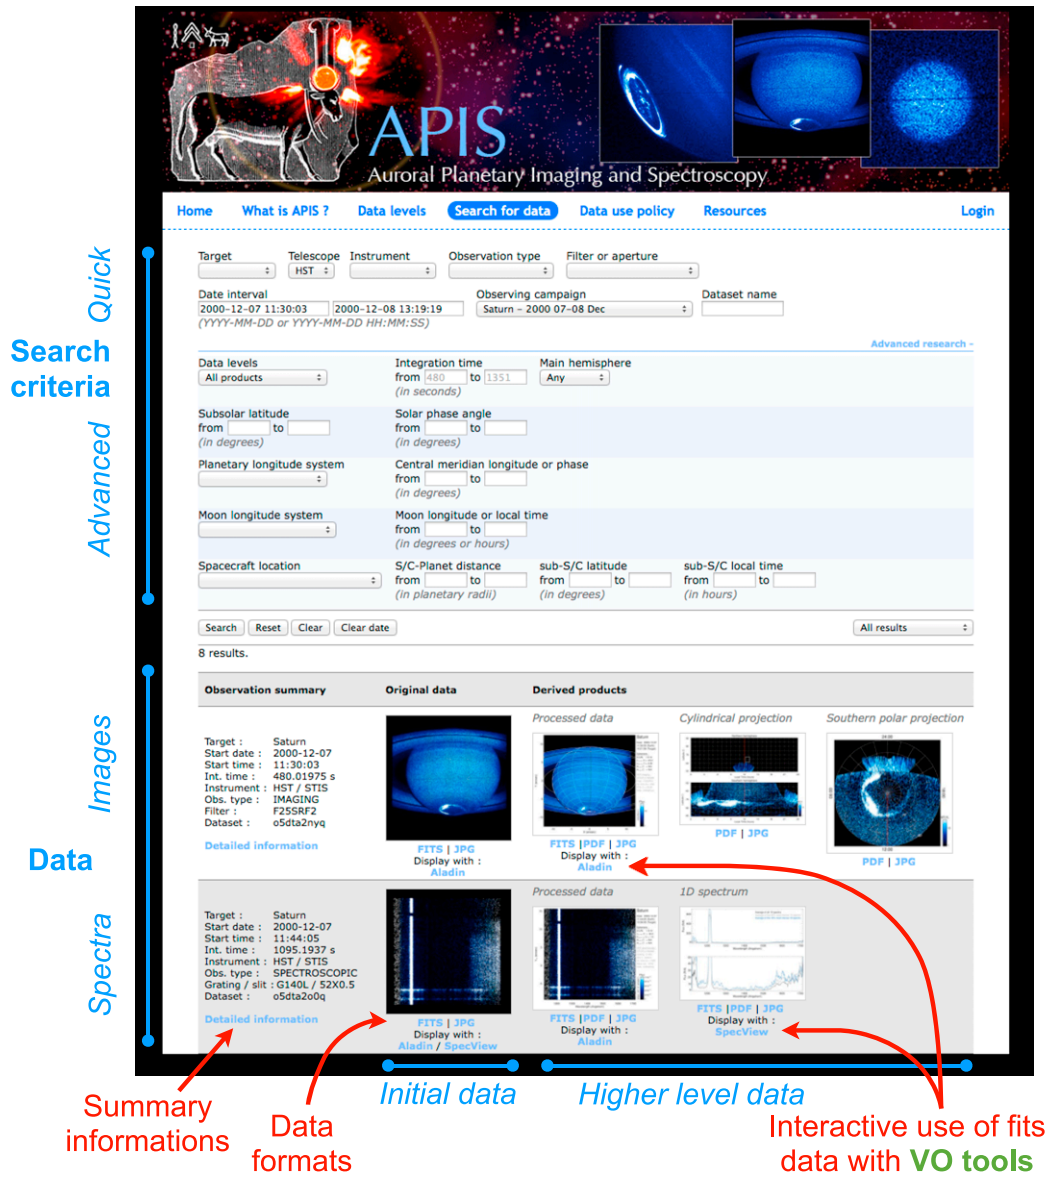 APIS
Auroral Planetary Imaging and Spectroscopy
Home What is APIS ? Data levels Search for data Data use policy Resources Login
Quick
Search criteria
Advanced
Target Telescope Instrument Observation type Filter or aperture
HST
Date interval Observing campaign Dataset name
2000-12-07 11:30:03 2000-12-08 13:19:19 Saturn - 2000 07-08 Dec
(YYYY-MM-DD or YYYY-MM-DD HH:MM:SS)
Advanced research -
Data levels Integration time Main hemisphere
All products from 480 to 1351 Any
(in seconds)
Subsolar latitude Solar phase angle
from to from to
(in degrees) (in degrees)
Planetary longitude system Central meridian longitude or phase
from to
(in degrees)
Moon longitude system Moon longitude or local time
from to
(in degrees or hours)
Spacecraft location S/C-Planet distance sub-S/C latitude sub-S/C local time
from to from to from to
(in planetary radii) (in degrees) (in hours)
Search Reset Clear Clear date All results
8 results.
Data
Images
Spectra
Observation summary Original data Derived products
Processed data Cylindrical projection Southern polar projection
Target : Saturn
Start date : 2000-12-07
Start time : 11:30:03
Int. time : 480.01975 s
Instrument : HST / STIS
Obs. type : IMAGING
Filter : F25SRF2
Dataset : o5dta2nyq
Detailed information
FITS | JPG
Display with :
Aladin
FITS |PDF | JPG
Display with :
Aladin
PDF | JPG
PDF | JPG
Processed data 1D spectrum
Target : Saturn
Start date : 2000-12-07
Start time : 11:44:05
Int. time : 1095.1937 s
Instrument : HST / STIS
Obs. type : SPECTROSCOPIC
Grating / slit : G140L / 52X0.5
Dataset : o5dta2o0q
Detailed information
FITS | JPG
Display with :
Aladin / SpecView
FITS |PDF | JPG
Display with :
Aladin
FITS |PDF | JPG
Display with :
SpecView
Initial data Higher level data
Summary
informations
Data
formats
Interactive use of fits
data with VO tools